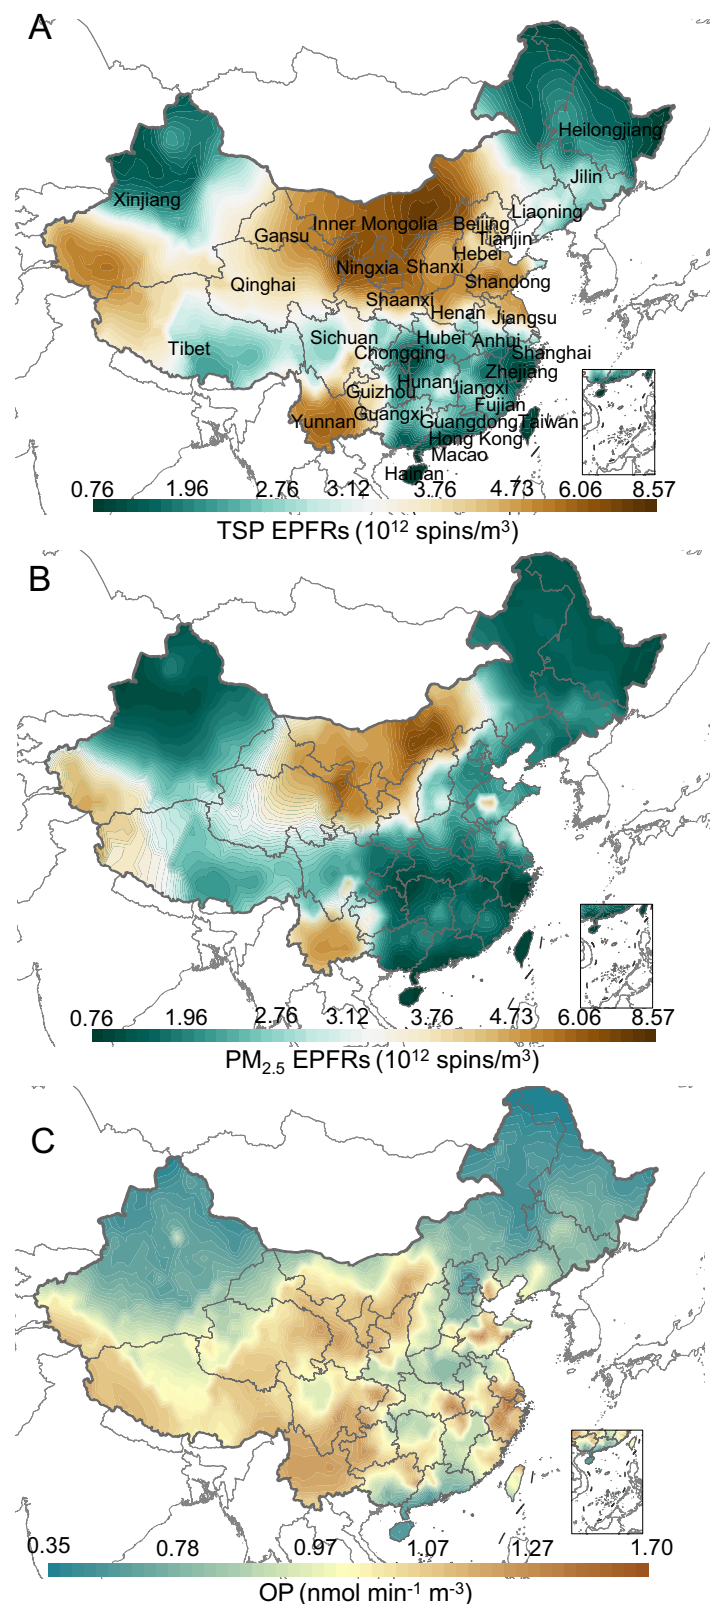 A
Heilongjiang
Jilin
Xinjiang
Liaoning
Inner Mongolia
Beijing
Gansu
Tianjin
Hebei
Ningxia
Shanxi
Qinghai
Shandong
Shaanxi
Henan
Jiangsu
Sichuan
Hubei
Anhui
Tibet
Chongqing
Shanghai
Zhejiang
Hunan
Jiangxi
Guizhou
Fujian
Guangxi
Yunnan
Guangdong
Taiwan
Hong Kong
Macao
Hainan
0.76 1.96 2.76 3.12 3.76 4.73 6.06 8.57
TSP EPFRs (10¹² spins/m³)
B
0.76 1.96 2.76 3.12 3.76 4.73 6.06 8.57
PM₂.₅ EPFRs (10¹² spins/m³)
C
0.35 0.78 0.97 1.07 1.27 1.70
OP (nmol min⁻¹ m⁻³)